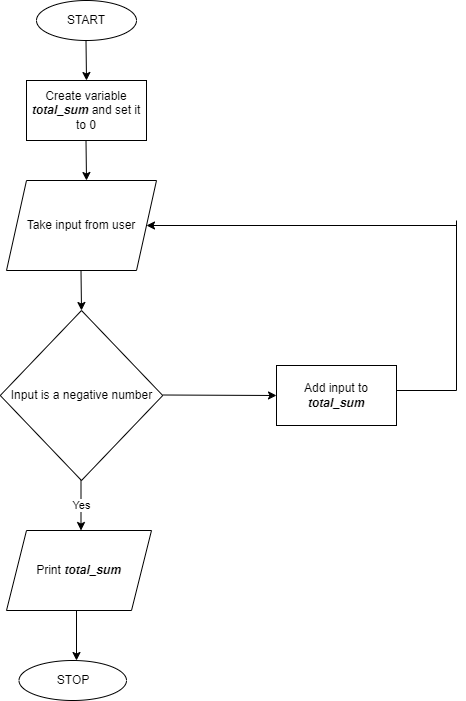 START
Create variable
total_sum and set it
to 0
Take input from user
Input is a negative number
Add input to
total_sum
Yes
Print total_sum
STOP